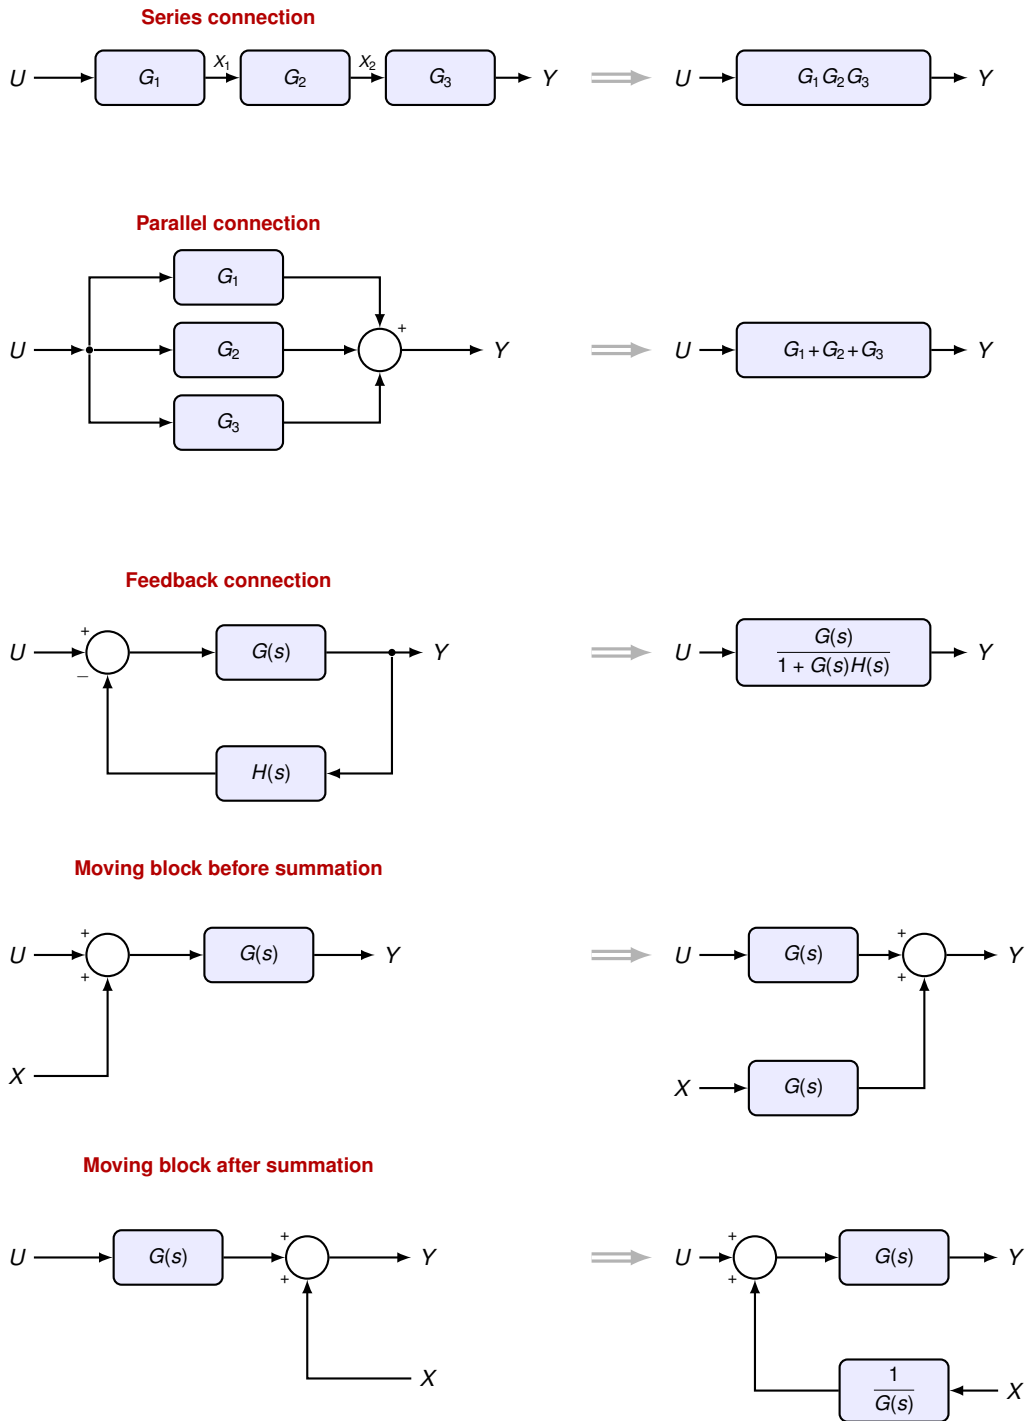 Series connection
U G₁ X₁ G₂ X₂ G₃ Y U G₁G₂G₃ Y
Parallel connection
G₁
U G₂ + Y U G₁+G₂+G₃ Y
G₃
Feedback connection
U + − G(s) Y U G(s) / 1 + G(s)H(s) Y
H(s)
Moving block before summation
U + + G(s) Y U G(s) + + Y
X X G(s)
Moving block after summation
U G(s) + + Y U + + G(s) Y
X 1 / G(s) X